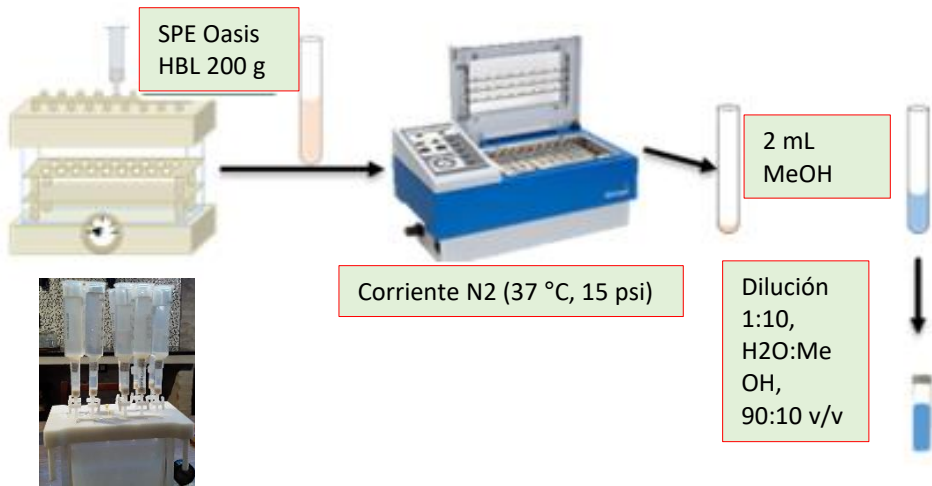 SPE Oasis
HBL 200 g
2 mL
MeOH
Corriente N2 (37 °C, 15 psi)
Dilución
1:10,
H2O:Me
OH,
90:10 v/v